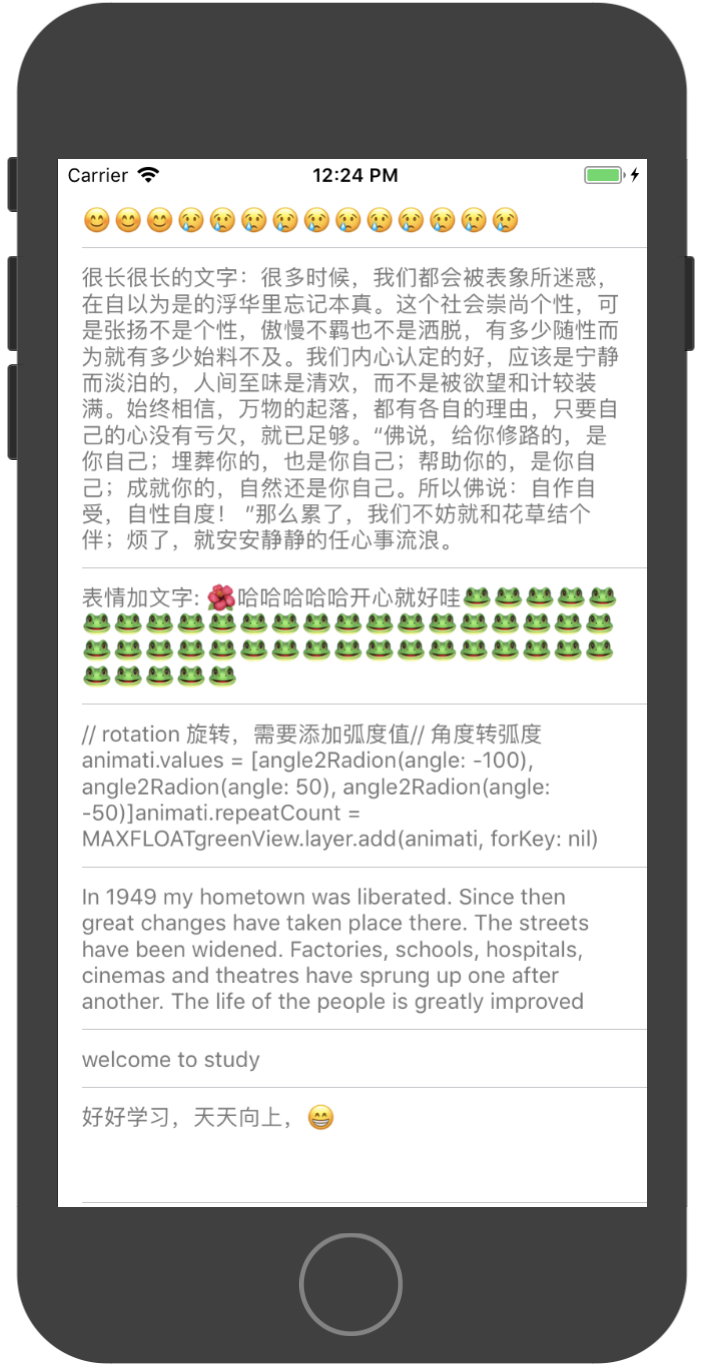 Carrier 12:24 PM
😊😊😊😢😢😢😢😢😢😢😢😢😢😢
很长很长的文字：很多时候，我们都会被表象所迷惑，
在自以为是的浮华里忘记本真。这个社会崇尚个性，可
是张扬不是个性，傲慢不羁也不是洒脱，有多少随性而
为就有多少始料不及。我们内心认定的好，应该是宁静
而淡泊的，人间至味是清欢，而不是被欲望和计较装
满。始终相信，万物的起落，都有各自的理由，只要自
己的心没有亏欠，就已足够。“佛说，给你修路的，是
你自己；埋葬你的，也是你自己；帮助你的，是你自
己；成就你的，自然还是你自己。所以佛说：自作自
受，自性自度！”那么累了，我们不妨就和花草结个
伴；烦了，就安安静静的任心事流浪。
表情加文字: 🌺哈哈哈哈哈开心就好哇🐸🐸🐸🐸🐸
🐸🐸🐸🐸🐸🐸🐸🐸🐸🐸🐸🐸🐸🐸🐸🐸🐸
🐸🐸🐸🐸🐸🐸🐸🐸🐸🐸🐸🐸🐸🐸🐸🐸🐸
🐸🐸🐸🐸🐸
// rotation 旋转，需要添加弧度值// 角度转弧度
animati.values = [angle2Radion(angle: -100),
angle2Radion(angle: 50), angle2Radion(angle:
-50)]animati.repeatCount =
MAXFLOATgreenView.layer.add(animati, forKey: nil)
In 1949 my hometown was liberated. Since then
great changes have taken place there. The streets
have been widened. Factories, schools, hospitals,
cinemas and theatres have sprung up one after
another. The life of the people is greatly improved
welcome to study
好好学习，天天向上，😁